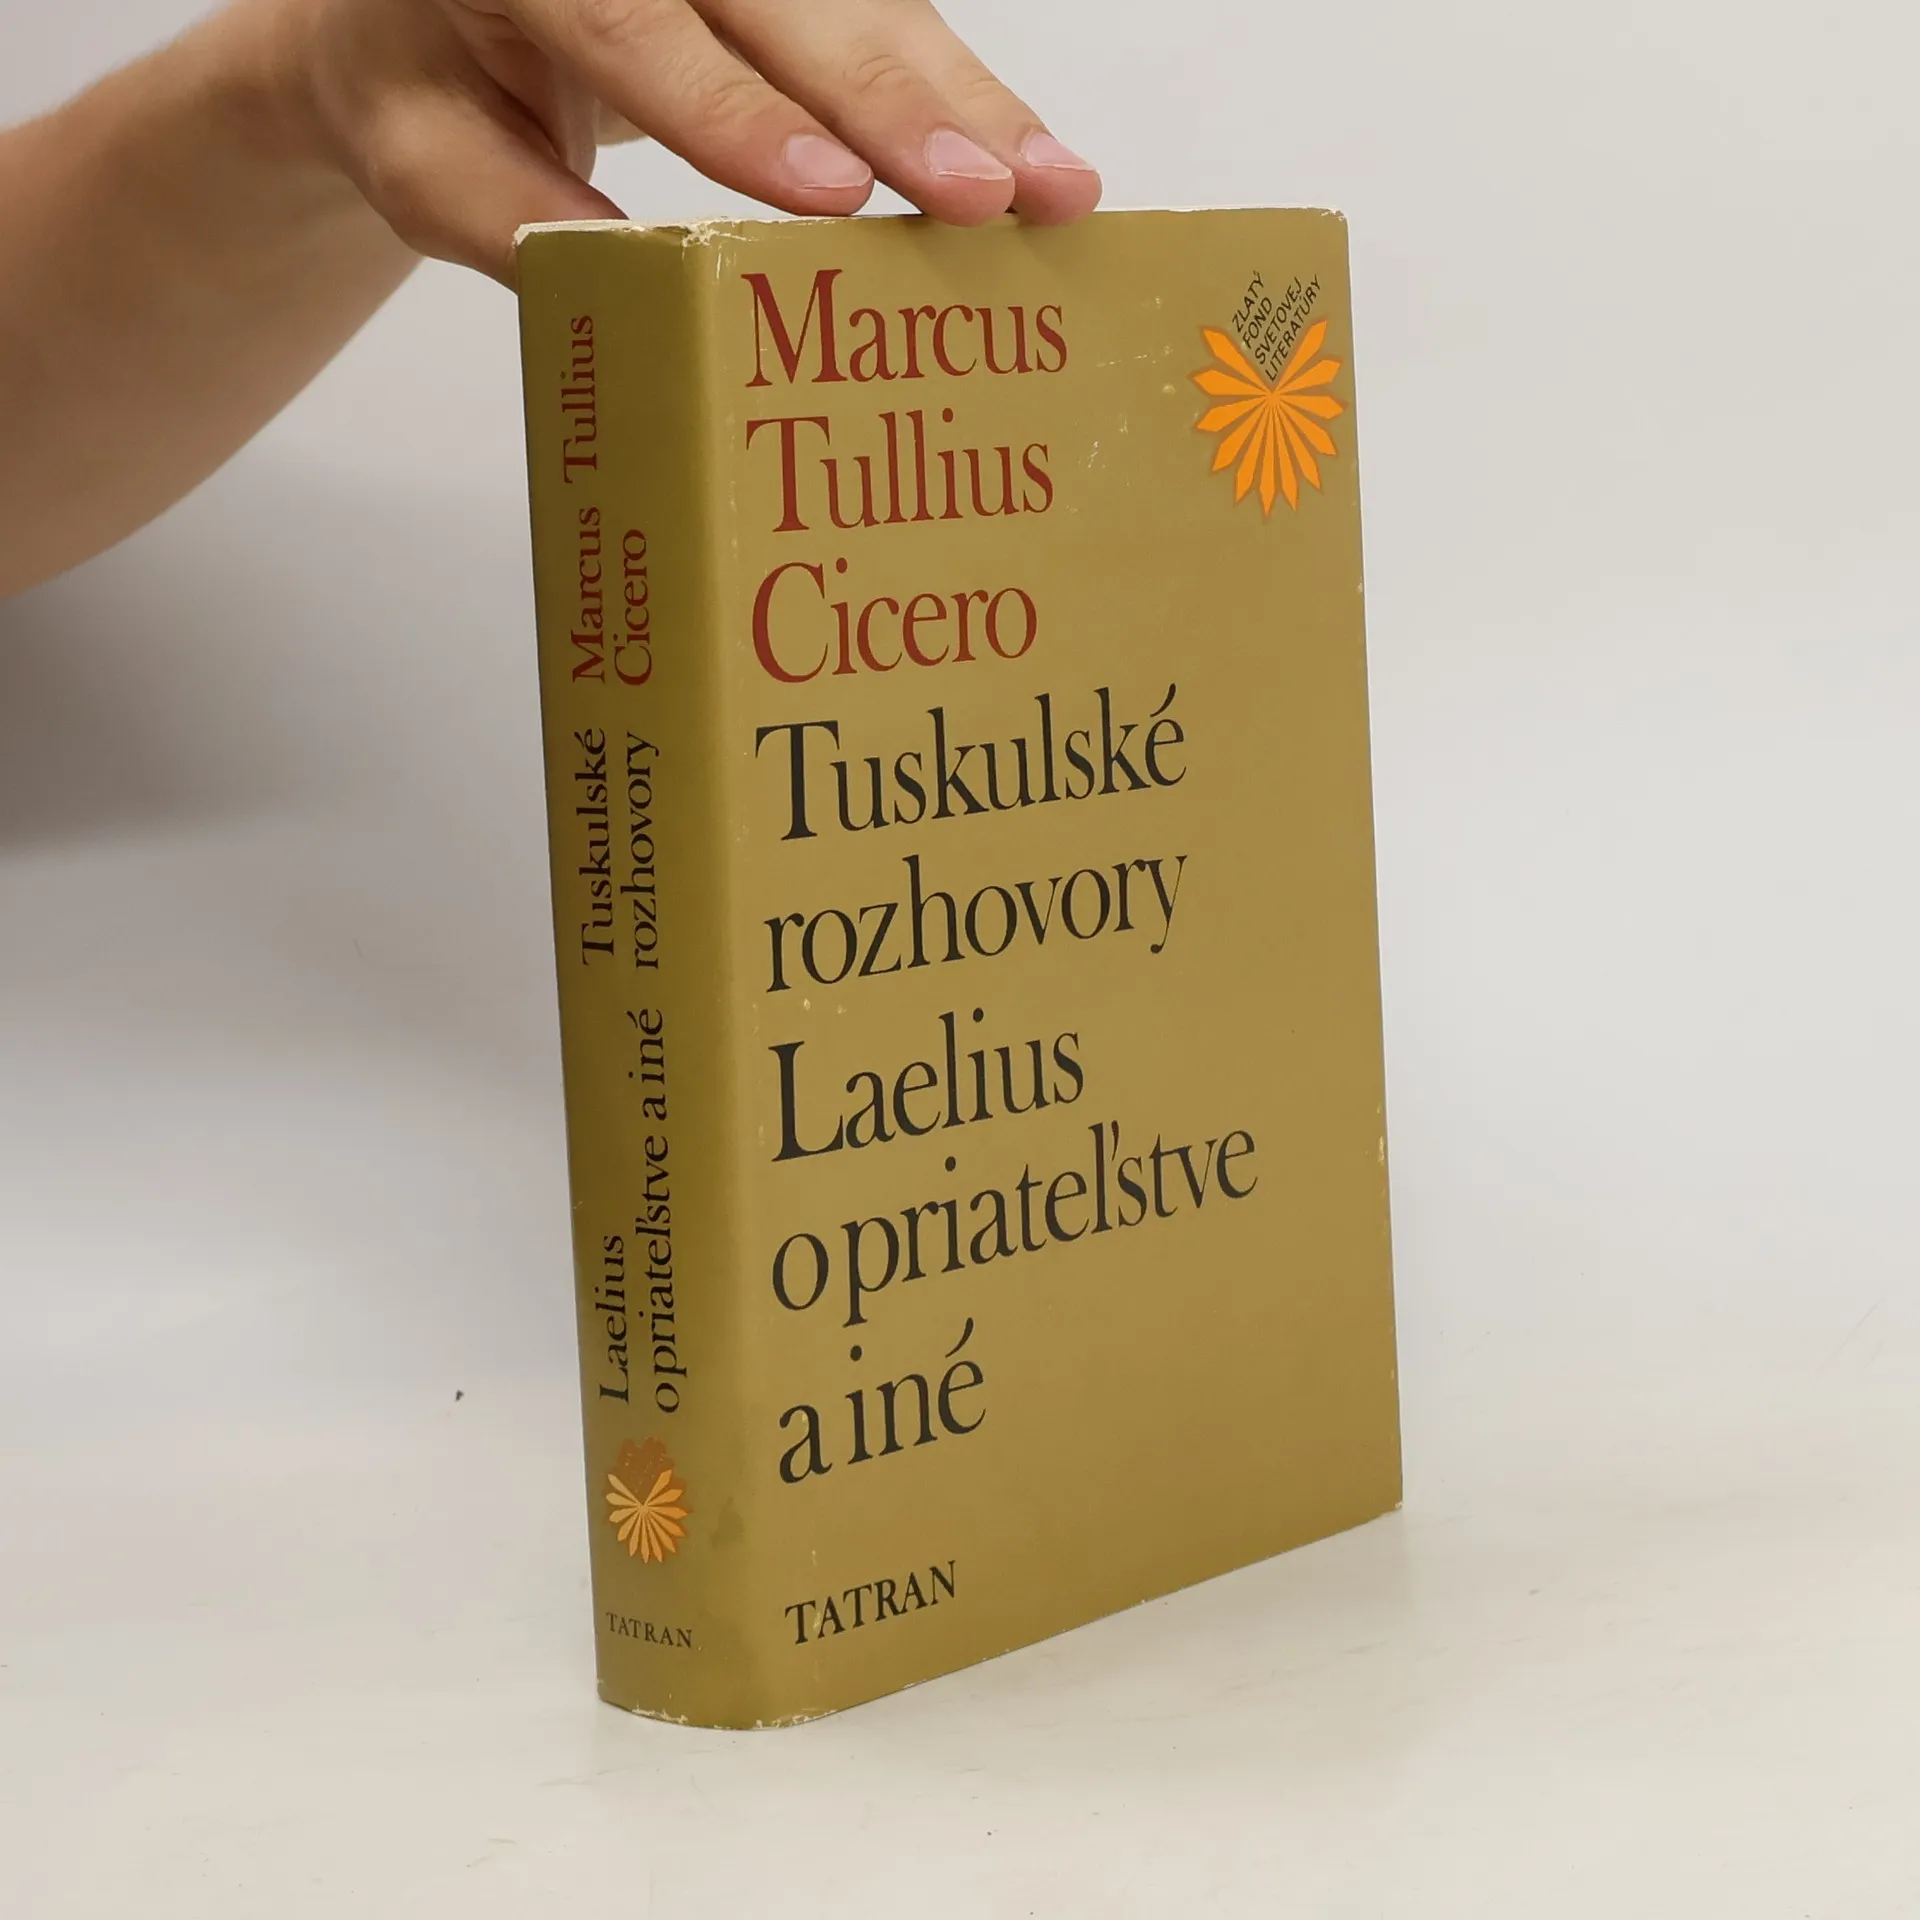 Marcus
Tullius
Cicero
Tuskulské
rozhovory
Laelius
o priateľstve
a iné
TATRAN
ZLATÝ
FOND
SVETOVEJ
LITERATÚRY
Marcus Tullius
Cicero
Tuskulské
rozhovory
Laelius
o priateľstve a iné
TATRAN